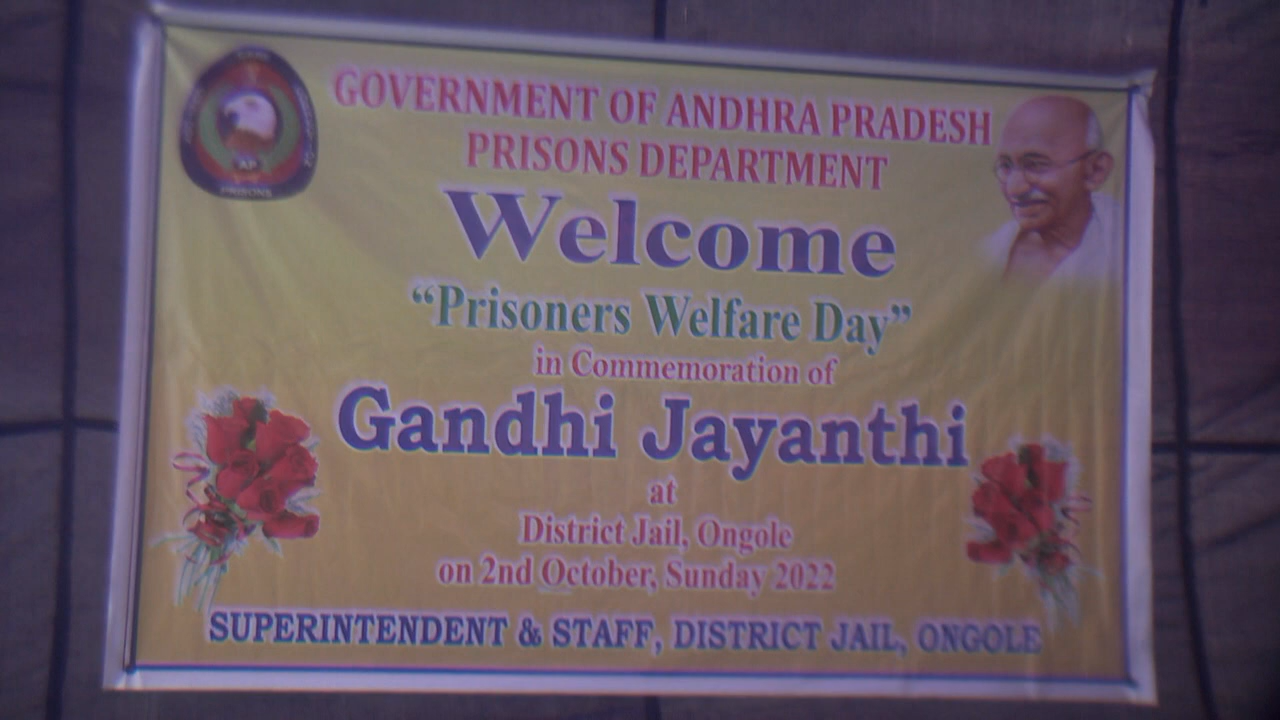 GOVERNMENT OF ANDHRA PRADESH
PRISONS DEPARTMENT
Welcome
“Prisoners Welfare Day”
in Commemoration of
Gandhi Jayanthi
at
District Jail, Ongole
on 2nd October, Sunday 2022
SUPERINTENDENT & STAFF, DISTRICT JAIL, ONGOLE
PRISONS